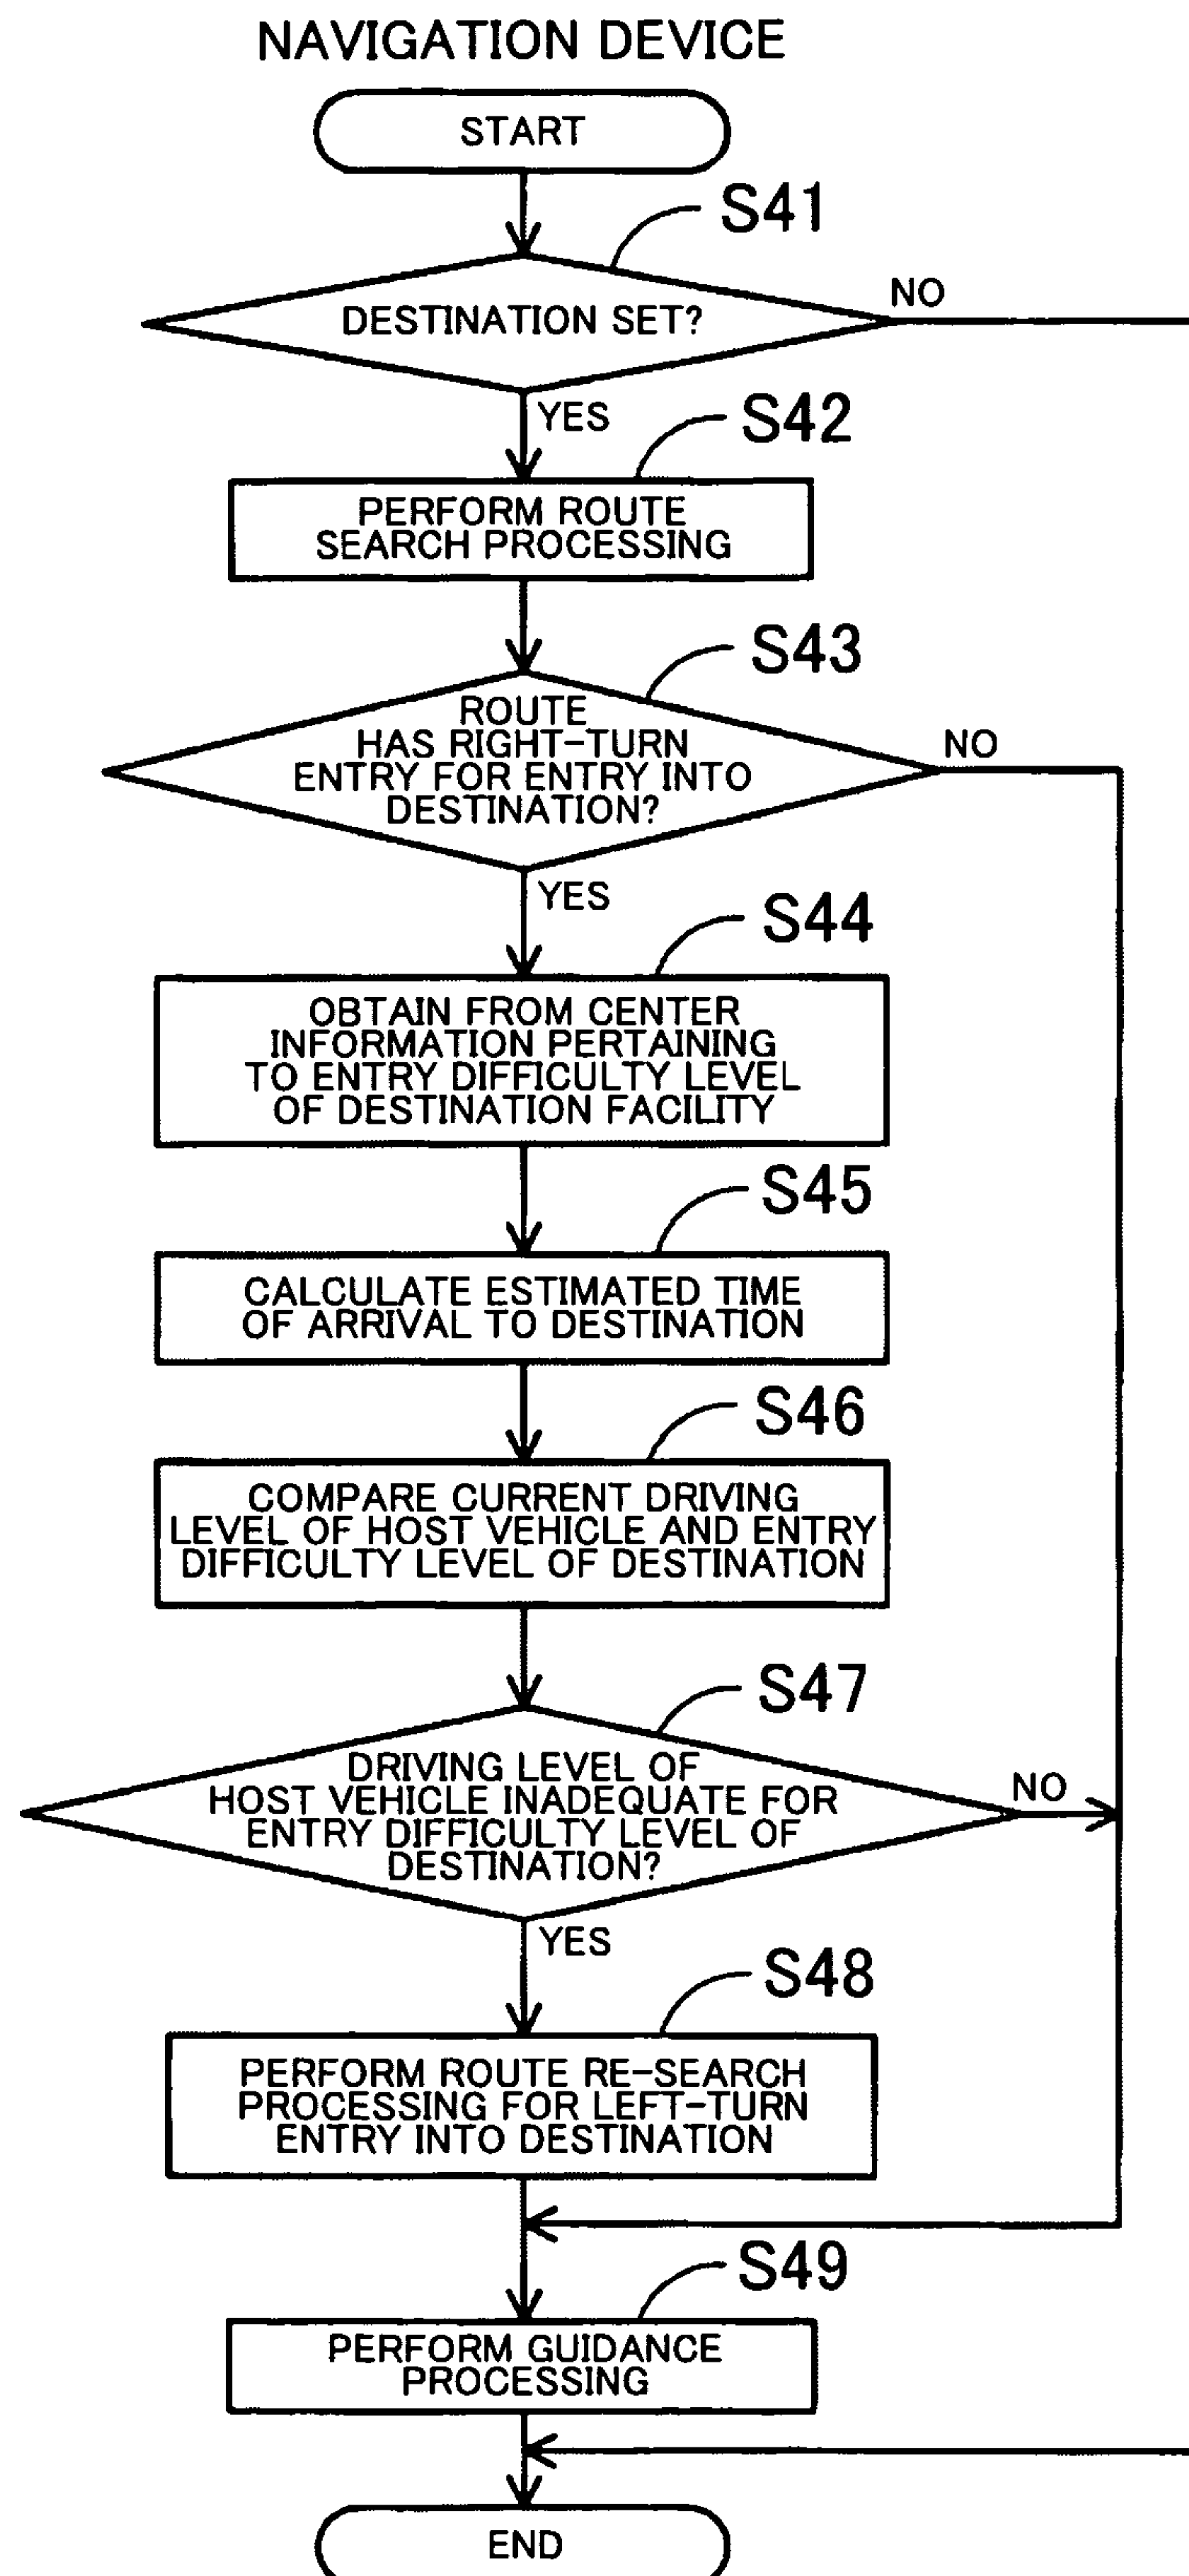 NAVIGATION DEVICE
START
S41
DESTINATION SET?
NO
YES
S42
PERFORM ROUTE
SEARCH PROCESSING
S43
ROUTE
HAS RIGHT-TURN
ENTRY FOR ENTRY INTO
DESTINATION?
NO
YES
S44
OBTAIN FROM CENTER
INFORMATION PERTAINING
TO ENTRY DIFFICULTY LEVEL
OF DESTINATION FACILITY
S45
CALCULATE ESTIMATED TIME
OF ARRIVAL TO DESTINATION
S46
COMPARE CURRENT DRIVING
LEVEL OF HOST VEHICLE AND ENTRY
DIFFICULTY LEVEL OF DESTINATION
S47
DRIVING LEVEL OF
HOST VEHICLE INADEQUATE FOR
ENTRY DIFFICULTY LEVEL OF
DESTINATION?
NO
YES
S48
PERFORM ROUTE RE-SEARCH
PROCESSING FOR LEFT-TURN
ENTRY INTO DESTINATION
S49
PERFORM GUIDANCE
PROCESSING
END